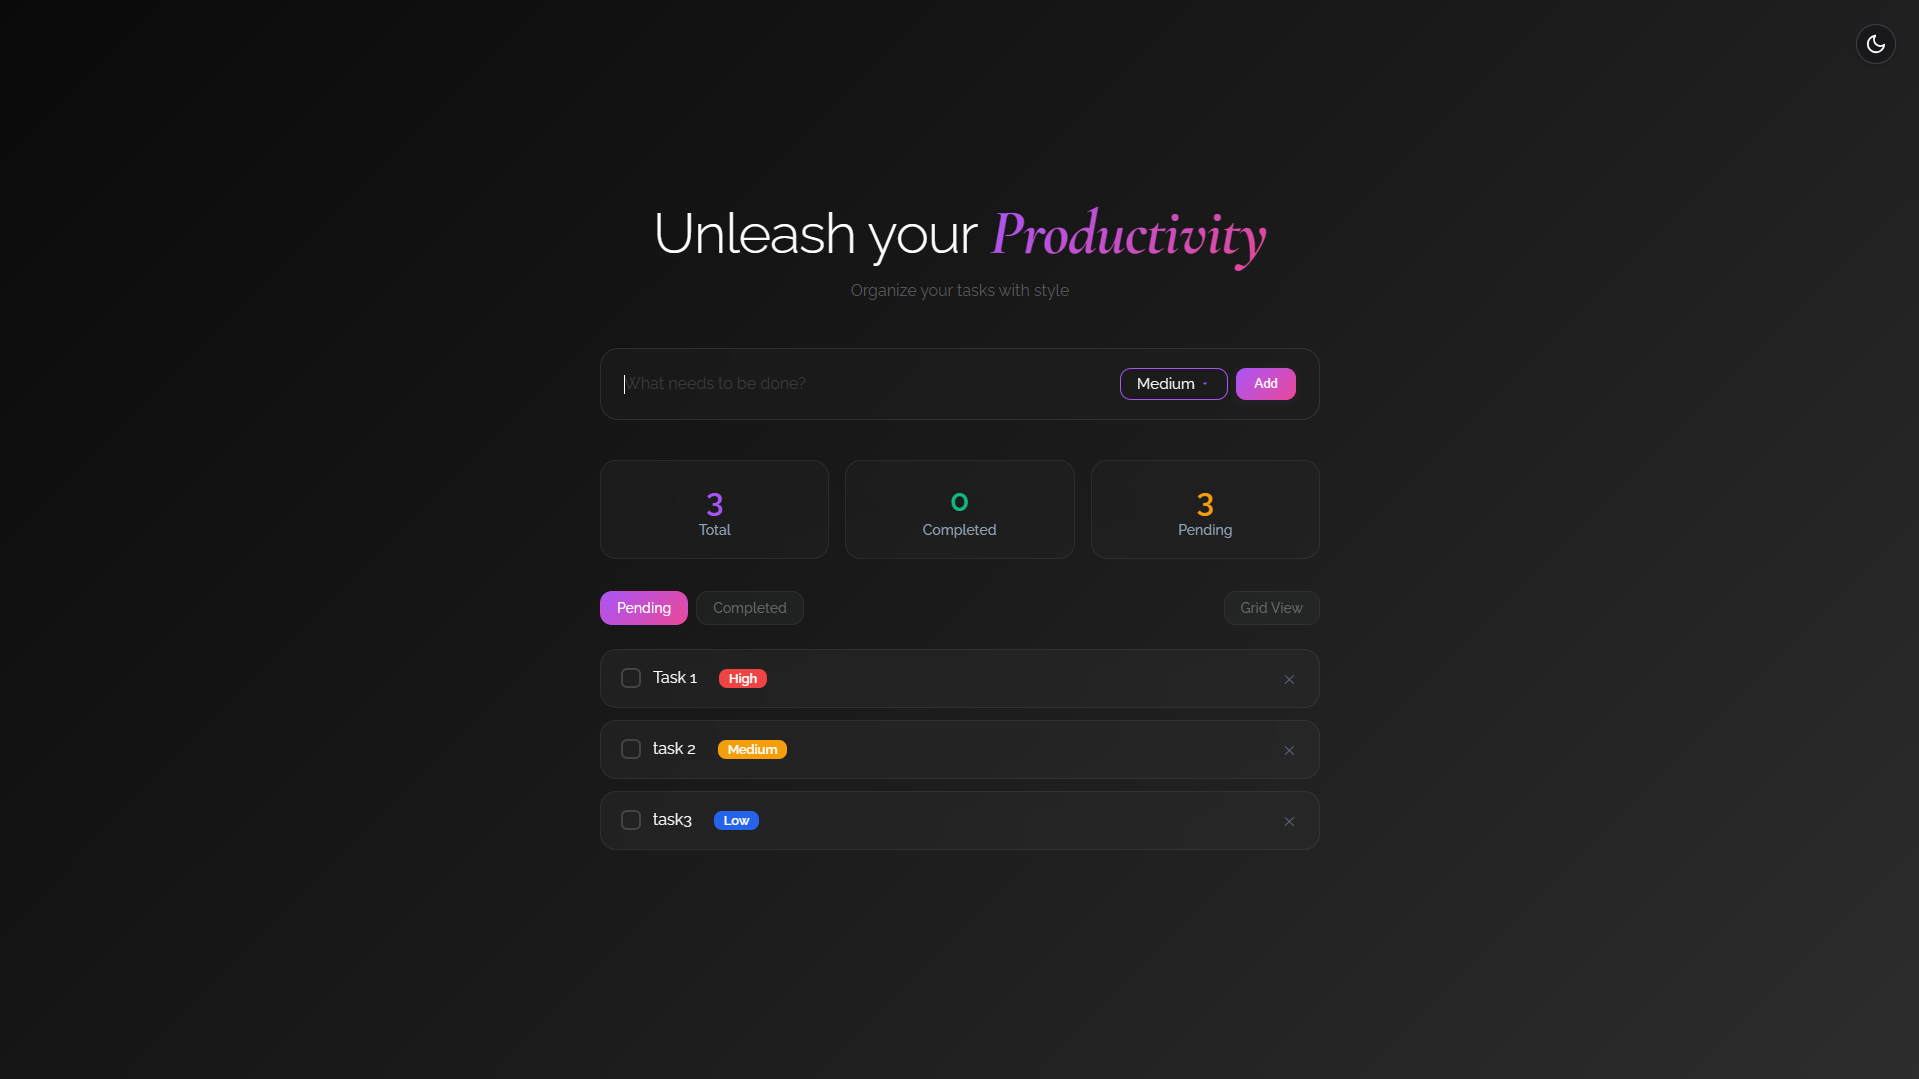 Unleash your Productivity
Organize your tasks with style
What needs to be done?
Medium
Add
3
Total
0
Completed
3
Pending
Pending
Completed
Grid View
Task 1
High
task 2
Medium
task3
Low